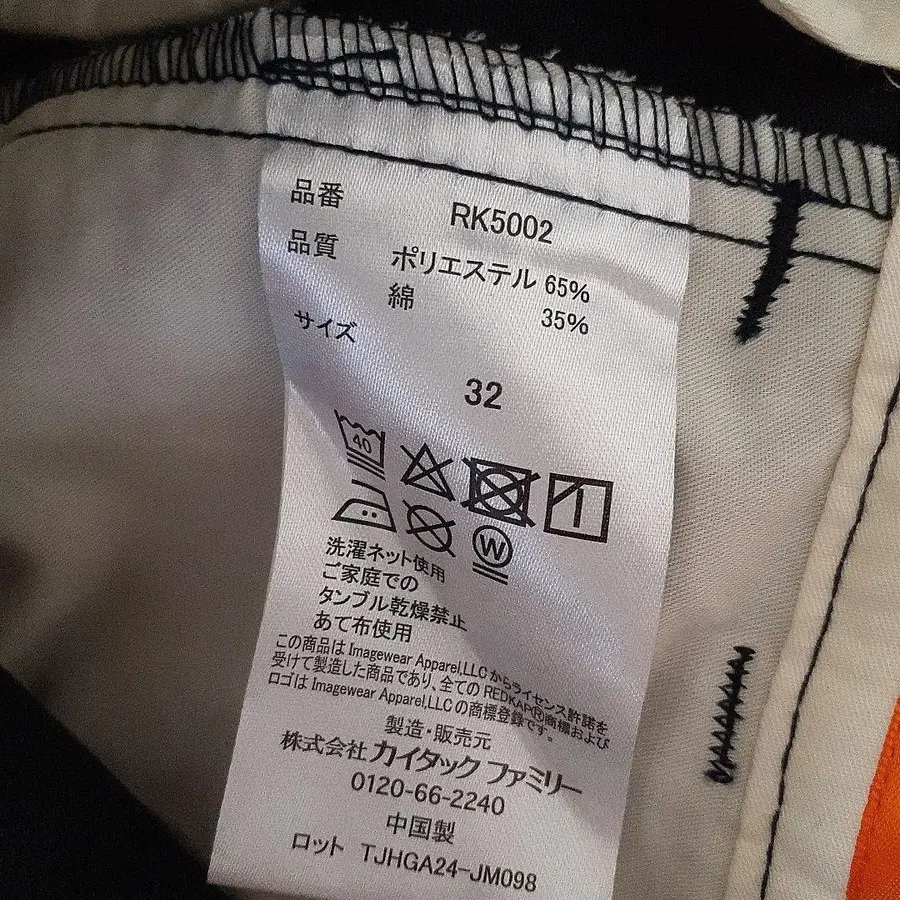 品番 RK5002
品質 ポリエステル 65%
綿 35%
サイズ
32
40
W
洗濯ネット使用
ご家庭での
タンブル乾燥禁止
あて布使用
この商品は Imagewear Apparel,LLC からライセンス許諾を
受けて製造した商品であり、全ての REDKAP®商標および
ロゴは Imagewear Apparel,LLC の商標登録です。
製造・販売元
株式会社 カイタック ファミリー
0120-66-2240
中国製
ロット TJHGA24-JM098